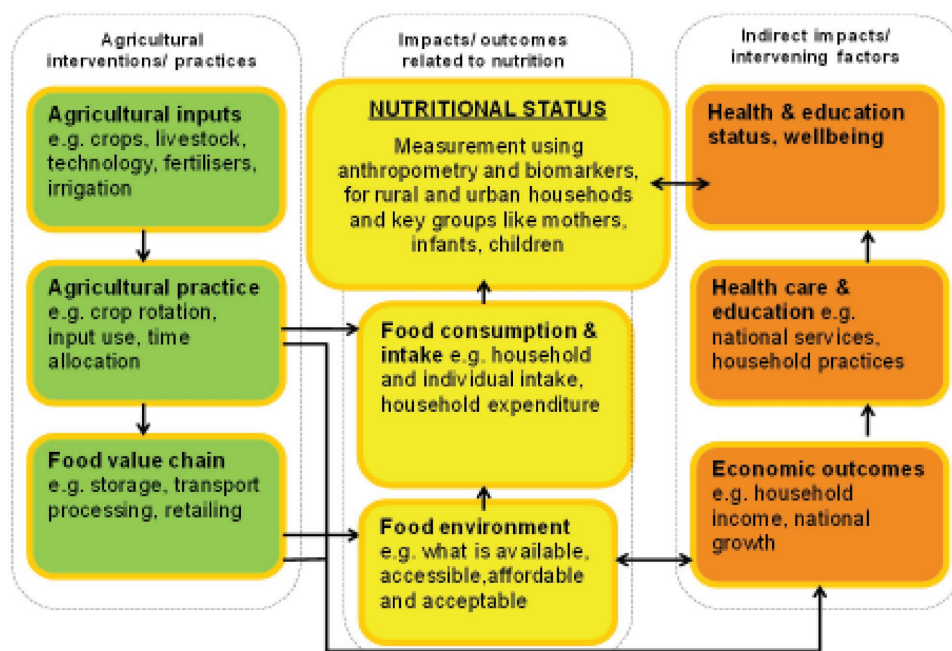 Agricultural
interventions/ practices
Agricultural inputs
e.g. crops, livestock,
technology, fertilisers,
irrigation
Agricultural practice
e.g. crop rotation,
input use, time
allocation
Food value chain
e.g. storage, transport
processing, retailing
Impacts/ outcomes
related to nutrition
NUTRITIONAL STATUS
Measurement using
anthropometry and biomarkers,
for rural and urban househods
and key groups like mothers,
infants, children
Food consumption &
intake e.g. household
and individual intake,
household expenditure
Food environment
e.g. what is available,
accessible,affordable
and acceptable
Indirect impacts/
intervening factors
Health & education
status, wellbeing
Health care &
education e.g.
national services,
household practices
Economic outcomes
e.g. household
income, national
growth